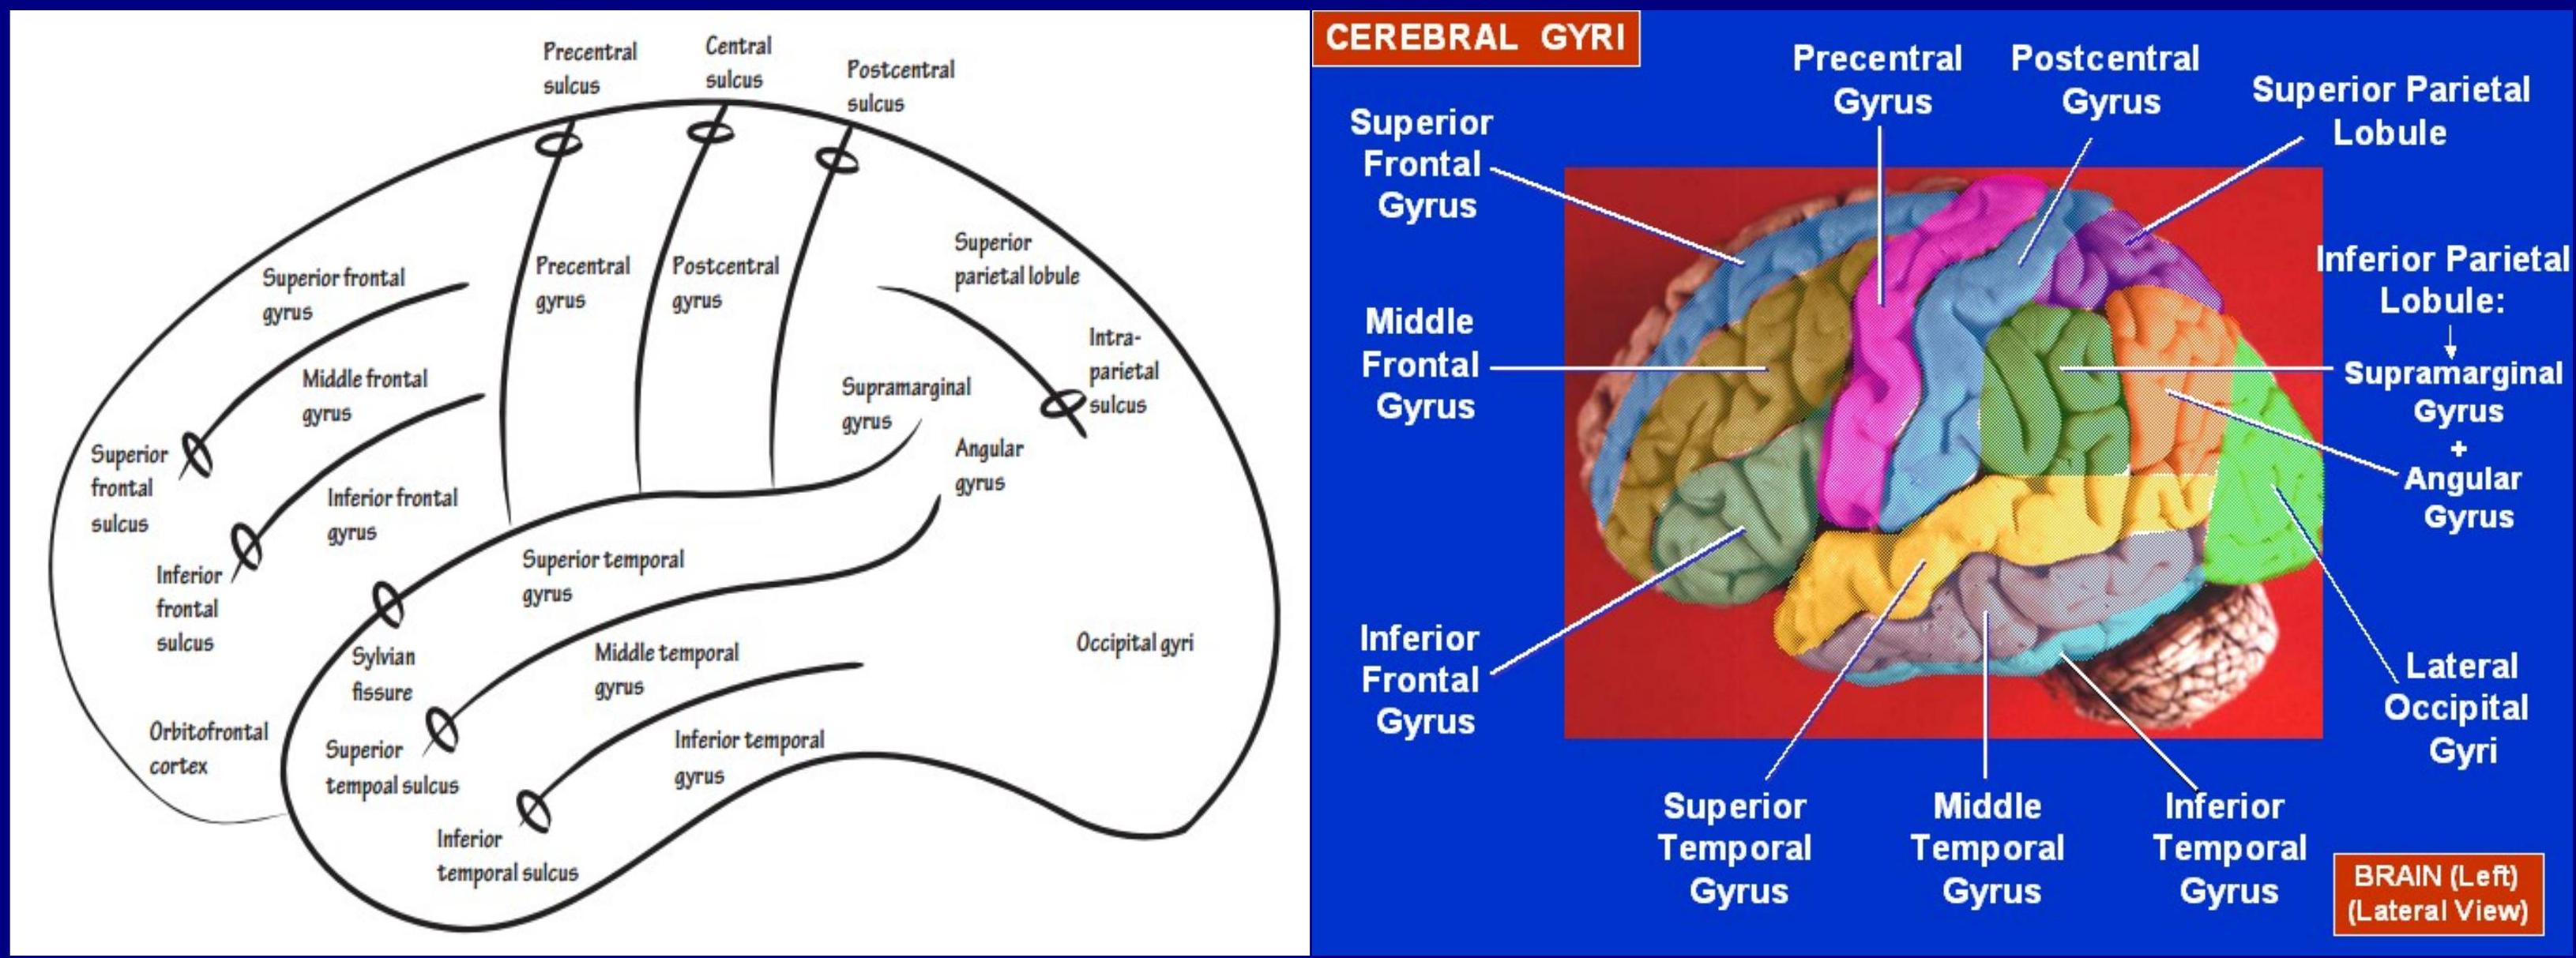 Precentral
sulcus
Central
sulcus
Postcentral
sulcus
Superior frontal
gyrus
Precentral
gyrus
Postcentral
gyrus
Superior
parietal lobule
Intra-
parietal
sulcus
Middle frontal
gyrus
Supramarginal
gyrus
Angular
gyrus
Superior
frontal
sulcus
Inferior frontal
gyrus
Inferior
frontal
sulcus
Superior temporal
gyrus
Sylvian
fissure
Middle temporal
gyrus
Occipital gyri
Orbitofrontal
cortex
Superior
tempoal sulcus
Inferior temporal
gyrus
Inferior
temporal sulcus
CEREBRAL GYRI
Precentral
Gyrus
Postcentral
Gyrus
Superior Parietal
Lobule
Superior
Frontal
Gyrus
Inferior Parietal
Lobule:
Middle
Frontal
Gyrus
Supramarginal
Gyrus
+
Angular
Gyrus
Inferior
Frontal
Gyrus
Lateral
Occipital
Gyri
Superior
Temporal
Gyrus
Middle
Temporal
Gyrus
Inferior
Temporal
Gyrus
BRAIN (Left)
(Lateral View)